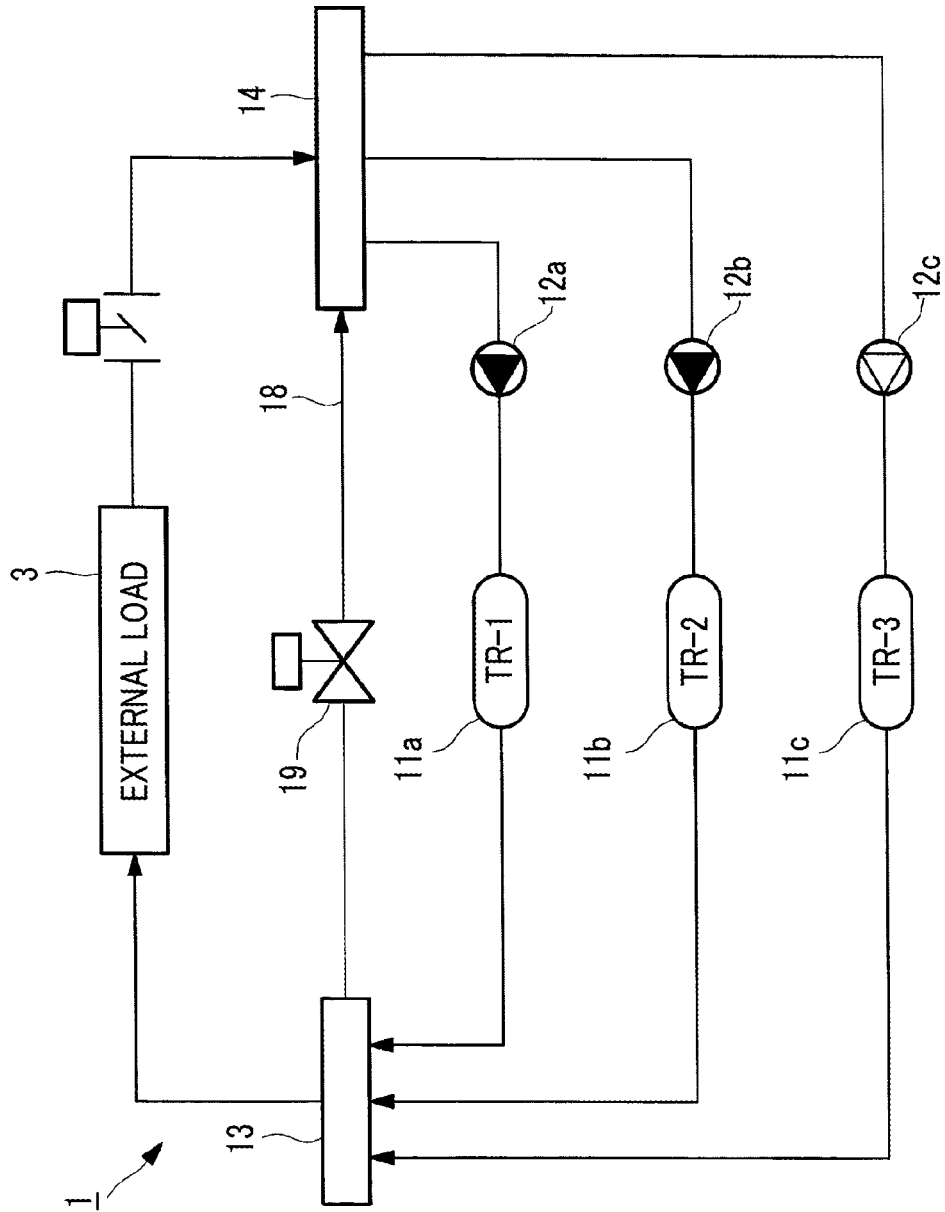 1
3
EXTERNAL LOAD
14
18
19
13
12a
TR-1
11a
12b
TR-2
11b
12c
TR-3
11c